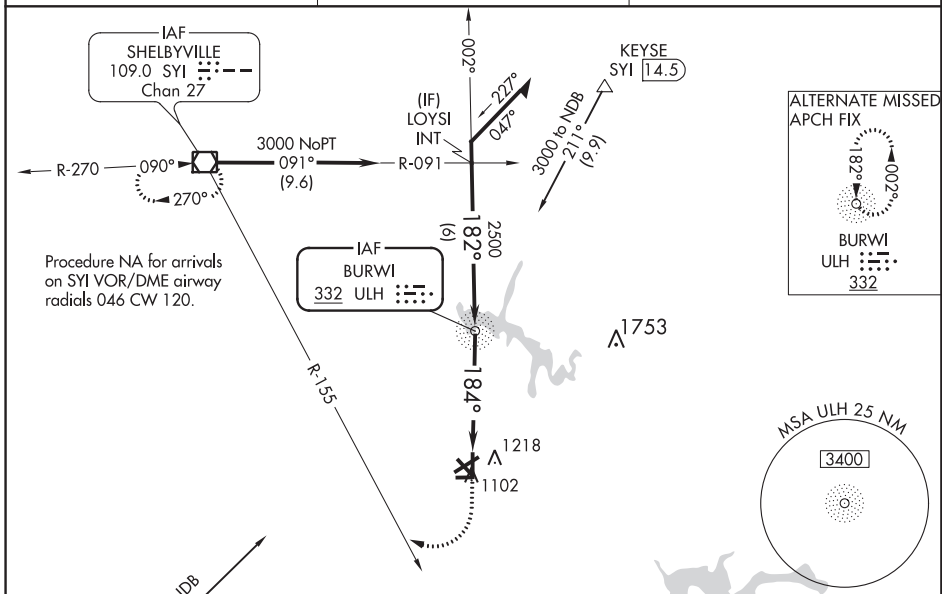 IAF
SHELBYVILLE
109.0 SYI
Chan 27
R-270
090°
270°
3000 NoPT
091°
(9.6)
R-091
002°
(IF)
LOYSI
INT
227°
047°
KEYSE
SYI 14.5
3000 to NDB
211°
(9.9)
ALTERNATE MISSED
APCH FIX
182°
002°
BURWI
ULH
332
Procedure NA for arrivals
on SYI VOR/DME airway
radials 046 CW 120.
IAF
BURWI
332 ULH
2500
182°
(6)
1753
R-155
184°
1218
1102
MSA ULH 25 NM
3400
NDB